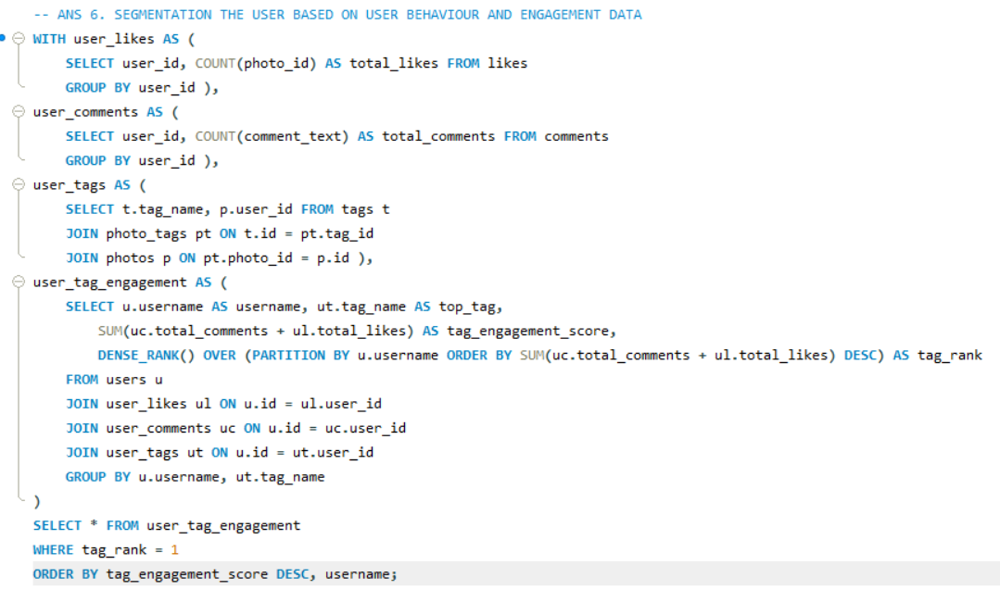 -- ANS 6. SEGMENTATION THE USER BASED ON USER BEHAVIOUR AND ENGAGEMENT DATA
WITH user_likes AS (
SELECT user_id, COUNT(photo_id) AS total_likes FROM likes
GROUP BY user_id ),
user_comments AS (
SELECT user_id, COUNT(comment_text) AS total_comments FROM comments
GROUP BY user_id ),
user_tags AS (
SELECT t.tag_name, p.user_id FROM tags t
JOIN photo_tags pt ON t.id = pt.tag_id
JOIN photos p ON pt.photo_id = p.id ),
user_tag_engagement AS (
SELECT u.username AS username, ut.tag_name AS top_tag,
SUM(uc.total_comments + ul.total_likes) AS tag_engagement_score,
DENSE_RANK() OVER (PARTITION BY u.username ORDER BY SUM(uc.total_comments + ul.total_likes) DESC) AS tag_rank
FROM users u
JOIN user_likes ul ON u.id = ul.user_id
JOIN user_comments uc ON u.id = uc.user_id
JOIN user_tags ut ON u.id = ut.user_id
GROUP BY u.username, ut.tag_name
)
SELECT * FROM user_tag_engagement
WHERE tag_rank = 1
ORDER BY tag_engagement_score DESC, username;